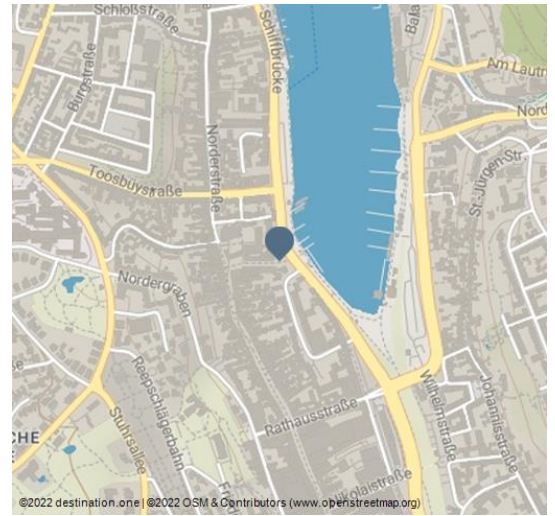 Schloßstraße
Schiffbrücke
Burgstraße
Am Lautr
Norderstraße
Nord
Toosbüystraße
St.-Jürgen-Str.
Nordergraben
Reepschlägerbahn
Wilhelmstraße
Johannisstraße
Stuhrsallee
Rathausstraße
CHE
©2022 destination.one | ©2022 OSM & Contributors (www.openstreetmap.org)